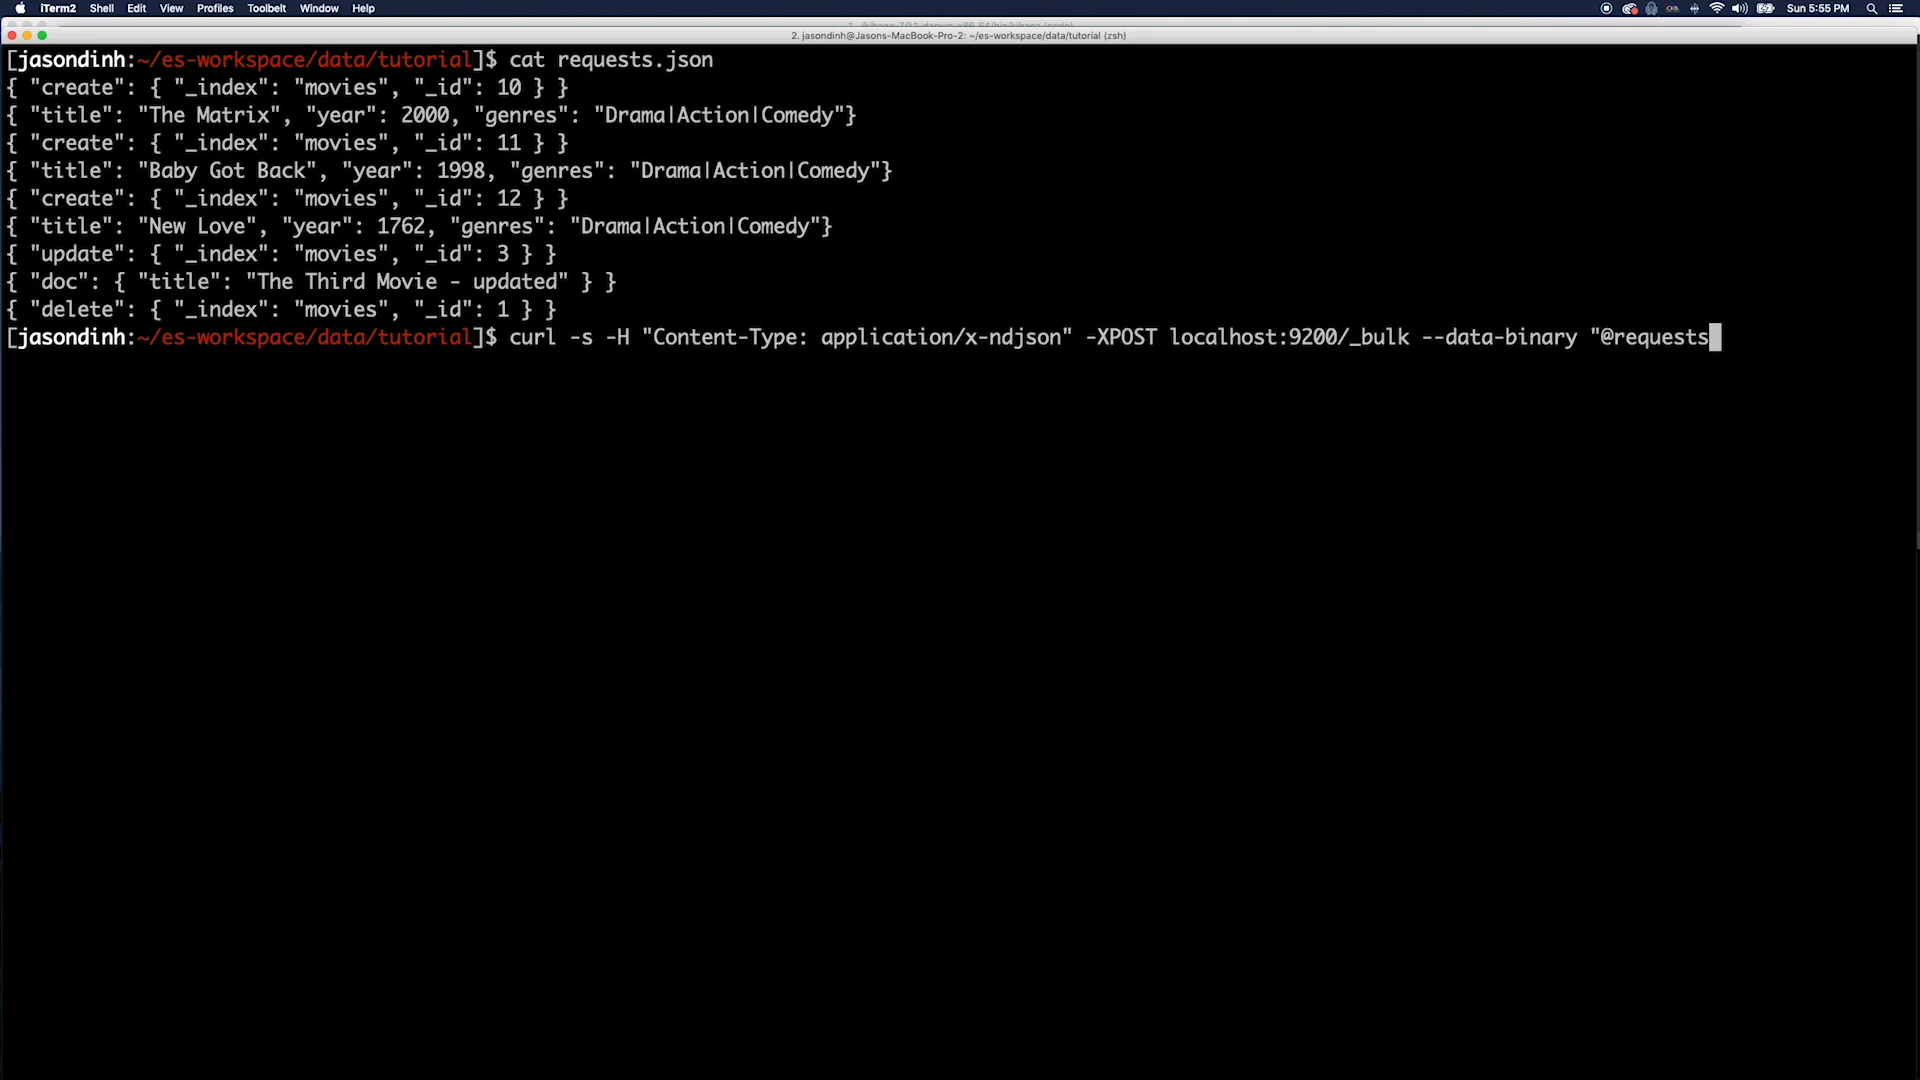 iTerm2 Shell Edit View Profiles Toolbelt Window Help Sun 5:55 PM
2. jasondinh@Jasons-MacBook-Pro-2: ~/es-workspace/data/tutorial (zsh)
[jasondinh:~/es-workspace/data/tutorial]$ cat requests.json
{ "create": { "_index": "movies", "_id": 10 } }
{ "title": "The Matrix", "year": 2000, "genres": "Drama|Action|Comedy"}
{ "create": { "_index": "movies", "_id": 11 } }
{ "title": "Baby Got Back", "year": 1998, "genres": "Drama|Action|Comedy"}
{ "create": { "_index": "movies", "_id": 12 } }
{ "title": "New Love", "year": 1762, "genres": "Drama|Action|Comedy"}
{ "update": { "_index": "movies", "_id": 3 } }
{ "doc": { "title": "The Third Movie - updated" } }
{ "delete": { "_index": "movies", "_id": 1 } }
[jasondinh:~/es-workspace/data/tutorial]$ curl -s -H "Content-Type: application/x-ndjson" -XPOST localhost:9200/_bulk --data-binary "@requests